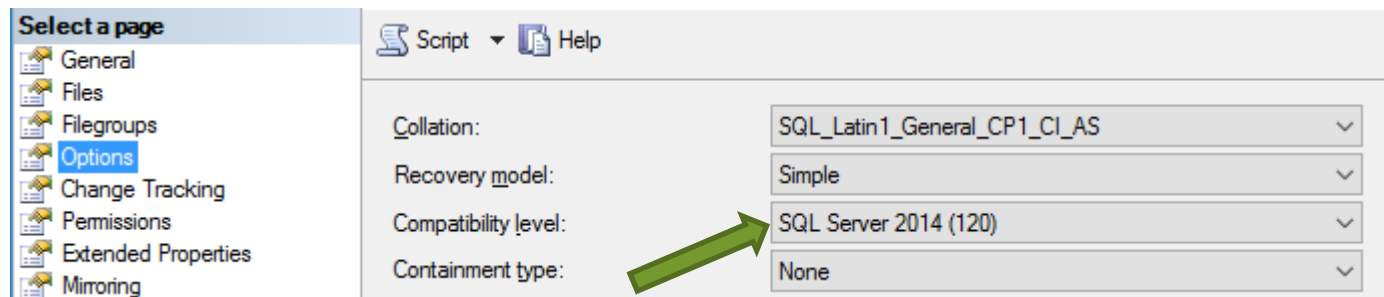 Select a page
General
Files
Filegroups
Options
Change Tracking
Permissions
Extended Properties
Mirroring
Script Help
Collation: SQL_Latin1_General_CP1_CI_AS
Recovery model: Simple
Compatibility level: SQL Server 2014 (120)
Containment type: None